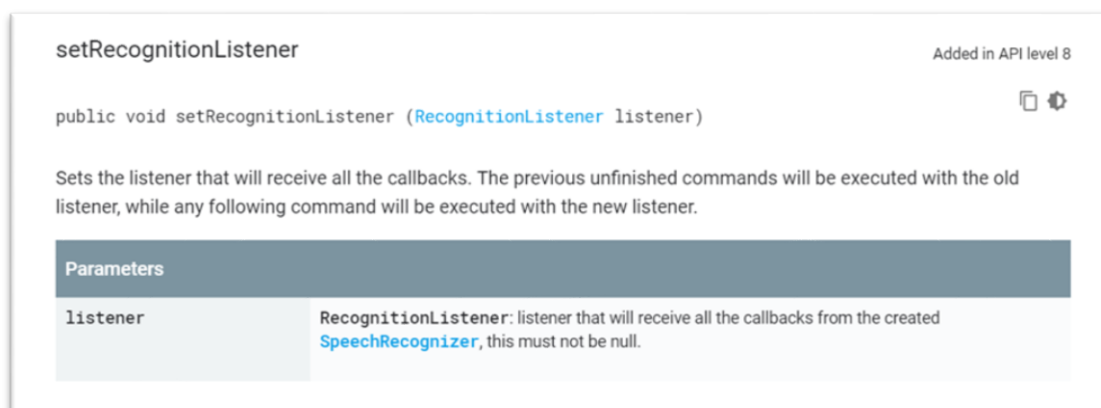 setRecognitionListener
Added in API level 8
public void setRecognitionListener (RecognitionListener listener)
Sets the listener that will receive all the callbacks. The previous unfinished commands will be executed with the old
listener, while any following command will be executed with the new listener.
Parameters
listener
RecognitionListener: listener that will receive all the callbacks from the created
SpeechRecognizer, this must not be null.